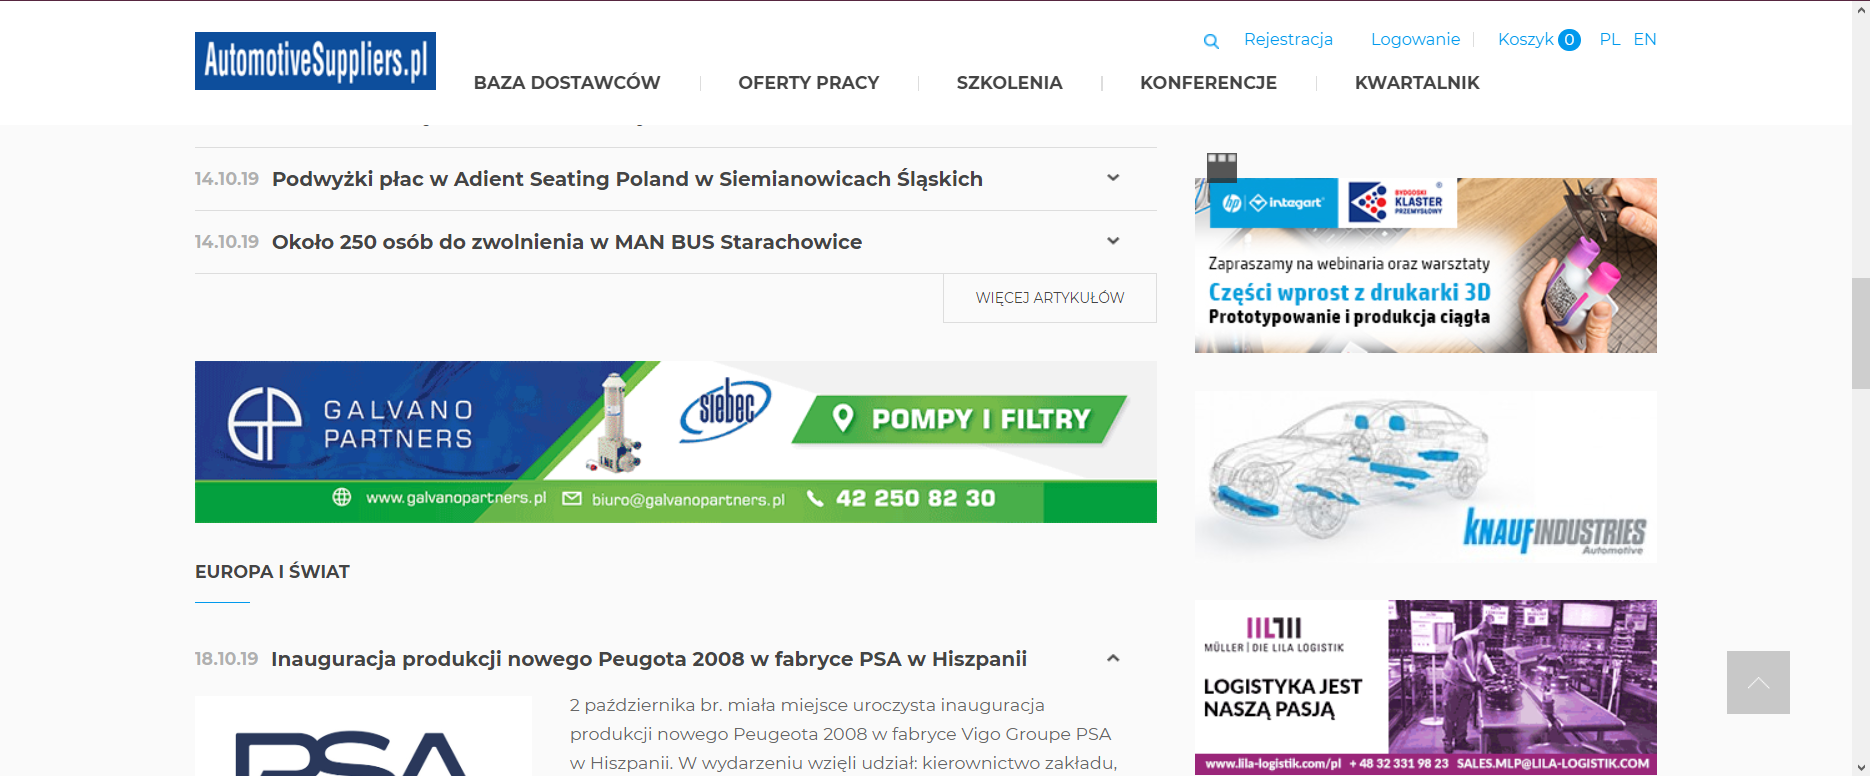 AutomotiveSuppliers.pl
Rejestracja
Logowanie
Koszyk 0
PL EN
BAZA DOSTAWCÓW
OFERTY PRACY
SZKOLENIA
KONFERENCJE
KWARTALNIK
14.10.19 Podwyżki płac w Adient Seating Poland w Siemianowicach Śląskich
14.10.19 Około 250 osób do zwolnienia w MAN BUS Starachowice
WIĘCEJ ARTYKUŁÓW
GALVANO
PARTNERS
siebec
POMPY I FILTRY
www.galvanopartners.pl
biuro@galvanopartners.pl
42 250 82 30
EUROPA I ŚWIAT
18.10.19 Inauguracja produkcji nowego Peugota 2008 w fabryce PSA w Hiszpanii
PSA
2 października br. miała miejsce uroczysta inauguracja
produkcji nowego Peugeota 2008 w fabryce Vigo Groupe PSA
w Hiszpanii. W wydarzeniu wzięli udział: kierownictwo zakładu,
hp integart
BYDGOSKI
KLASTER
PRZEMYSŁOWY
Zapraszamy na webinaria oraz warsztaty
Części wprost z drukarki 3D
Prototypowanie i produkcja ciągła
KNAUF INDUSTRIES
Automotive
MÜLLER | DIE LILA LOGISTIK
LOGISTYKA JEST
NASZĄ PASJĄ
www.lila-logistik.com/pl + 48 32 331 98 23 SALES.MLP@LILA-LOGISTIK.COM